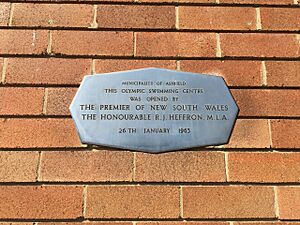 MUNICIPALITY OF ASHFIELD
THIS OLYMPIC SWIMMING CENTRE
WAS OPENED BY
THE PREMIER OF NEW SOUTH WALES
THE HONOURABLE R.J. HEFFRON, M.L.A.
26TH JANUARY 1963